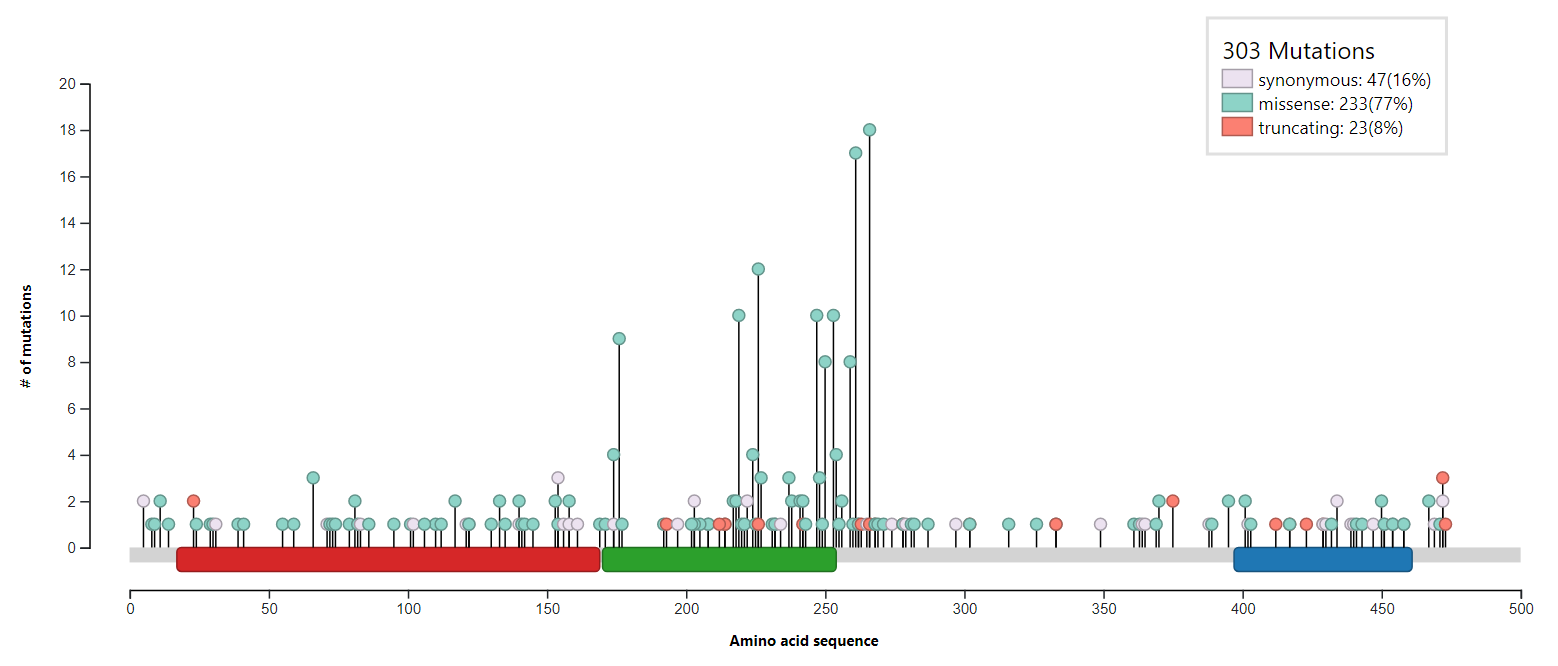 303 Mutations
synonymous: 47(16%)
missense: 233(77%)
truncating: 23(8%)
20
18
16
14
12
10
8
6
4
2
0
# of mutations
0 50 100 150 200 250 300 350 400 450 500
Amino acid sequence